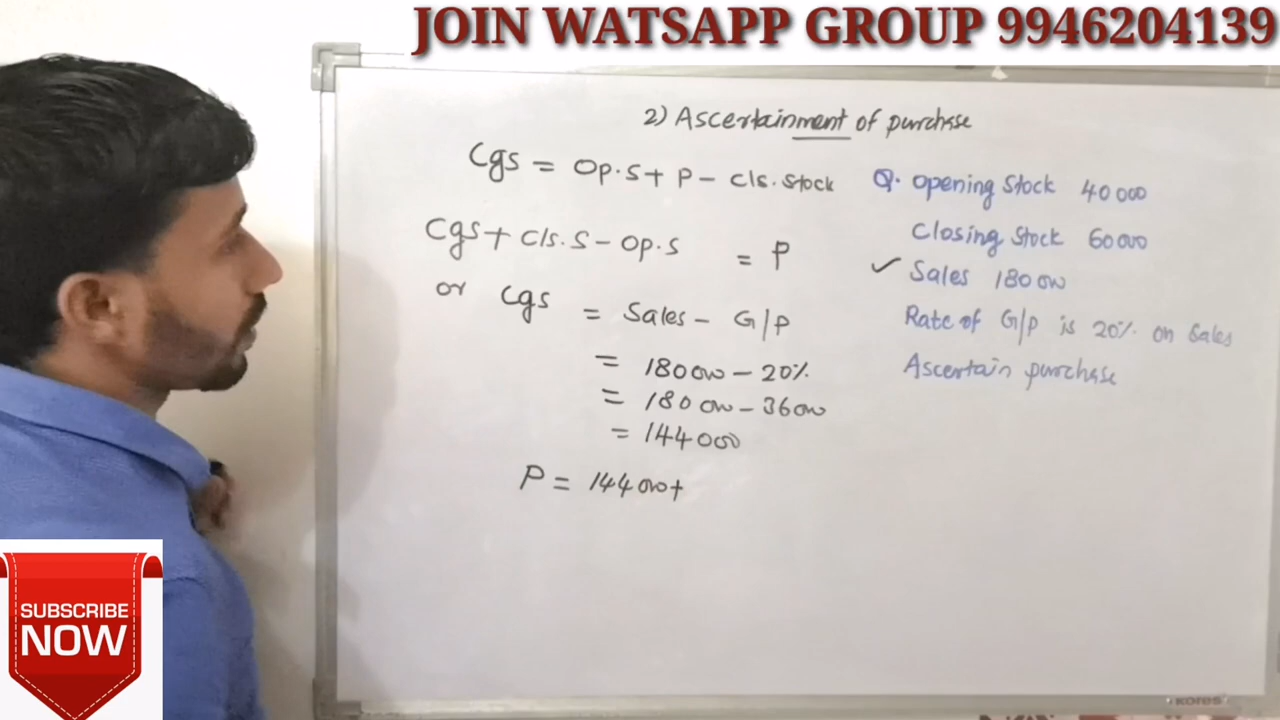 JOIN WATSAPP GROUP 9946204139
2) Ascertainment of purchase
Cgs = Op.S + P - Cls. Stock
Cgs + Cls. S - Op. S = P
or Cgs = Sales - G/P
= 180000 - 20%
= 180000 - 36000
= 144000
P = 144000 +
Q. Opening Stock 40000
Closing Stock 60000
✓ Sales 180000
Rate of G/P is 20% on Sales
Ascertain purchase
SUBSCRIBE
NOW
KORES